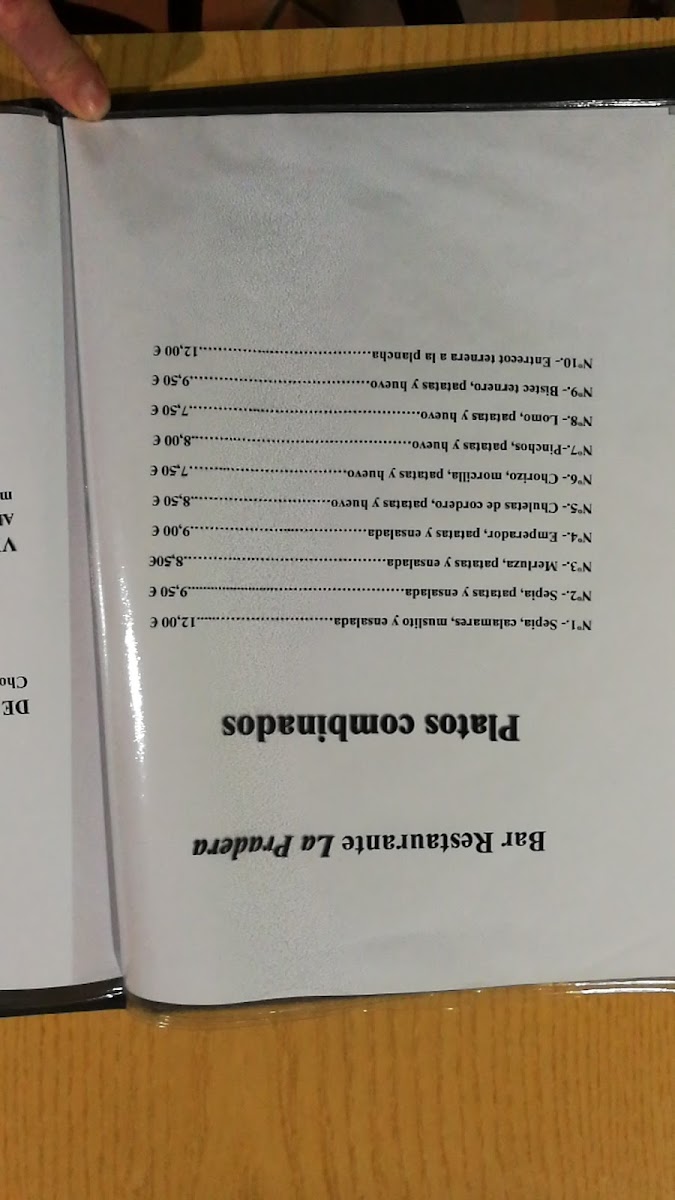 Bar Restaurante La Pradera
Platos combinados
Nº1.- Sepia, calamares, muslito y ensalada.................................12,00 €
Nº2.- Sepia, patatas y ensalada.............................................9,50 €
Nº3.- Merluza, patatas y ensalada..........................................8,50€
Nº4.- Emperador, patatas y ensalada.....................................9,00 €
Nº5.- Chuletas de cordero, patatas y huevo.............................8,50 €
Nº6.- Chorizo, morcilla, patatas y huevo.................................7,50 €
Nº7.-Pinchos, patatas y huevo..............................................8,00 €
Nº8.- Lomo, patatas y huevo................................................7,50 €
Nº9.- Bistec ternero, patatas y huevo......................................9,50 €
Nº10.- Entrecot ternera a la plancha....................................12,00 €
DE
Cho
V
m